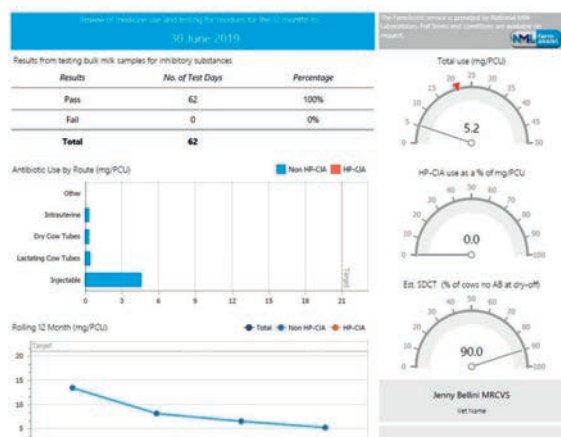 Review of medicine use and testing for residues for the 12 months to:
30 June 2019
The FarmAssist service is provided by National Milk
Laboratories. Full terms and conditions are available on
request.
NML
farm
assist
Results from testing bulk milk samples for inhibitory substances
Results No. of Test Days Percentage
Pass 62 100%
Fail 0 0%
Total 62
Antibiotic Use by Route (mg/PCU)
Non HP-CIA HP-CIA
Other
Intrauterine
Dry Cow Tubes
Lactating Cow Tubes
Injectable
0 3 6 9 12 15 18 21
Target
Rolling 12 Month (mg/PCU)
Total Non HP-CIA HP-CIA
Target
20
15
10
5
Total use (mg/PCU)
0 5 10 15 20 25 30 35 40 45 50
5.2
HP-CIA use as a % of mg/PCU
0 10 20 30 40 50 60 70 80 90 100
0.0
Est. SDCT (% of cows no AB at dry-off)
0 10 20 30 40 50 60 70 80 90 100
90.0
Jenny Bellini MRCVS
Vet Name